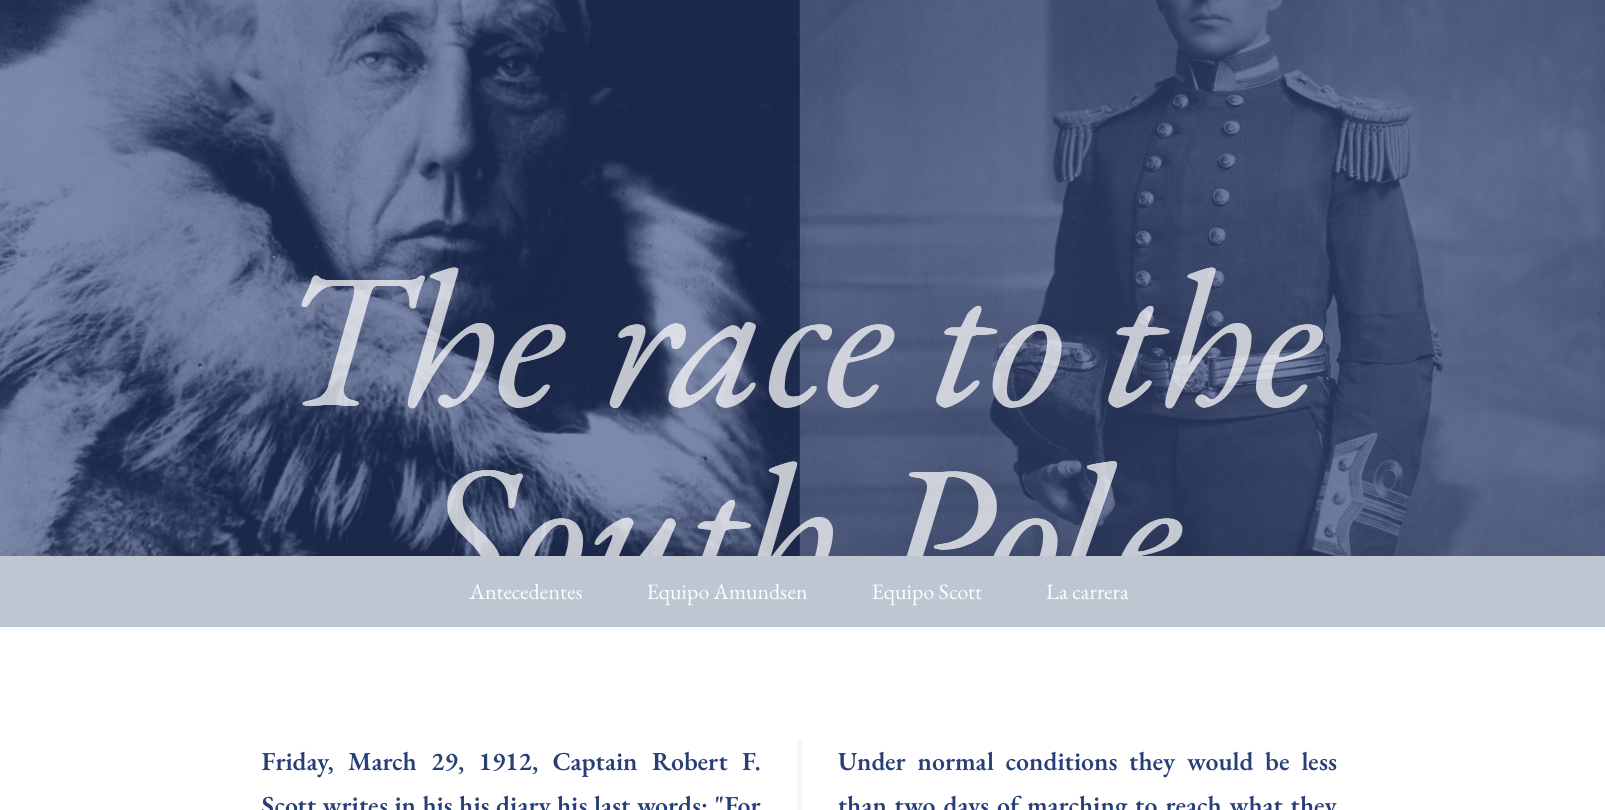 The race to the
South Pole
Antecedentes
Equipo Amundsen
Equipo Scott
La carrera
Friday, March 29, 1912, Captain Robert F.
Scott writes in his his diary his last words: "For
Under normal conditions they would be less
than two days of marching to reach what they